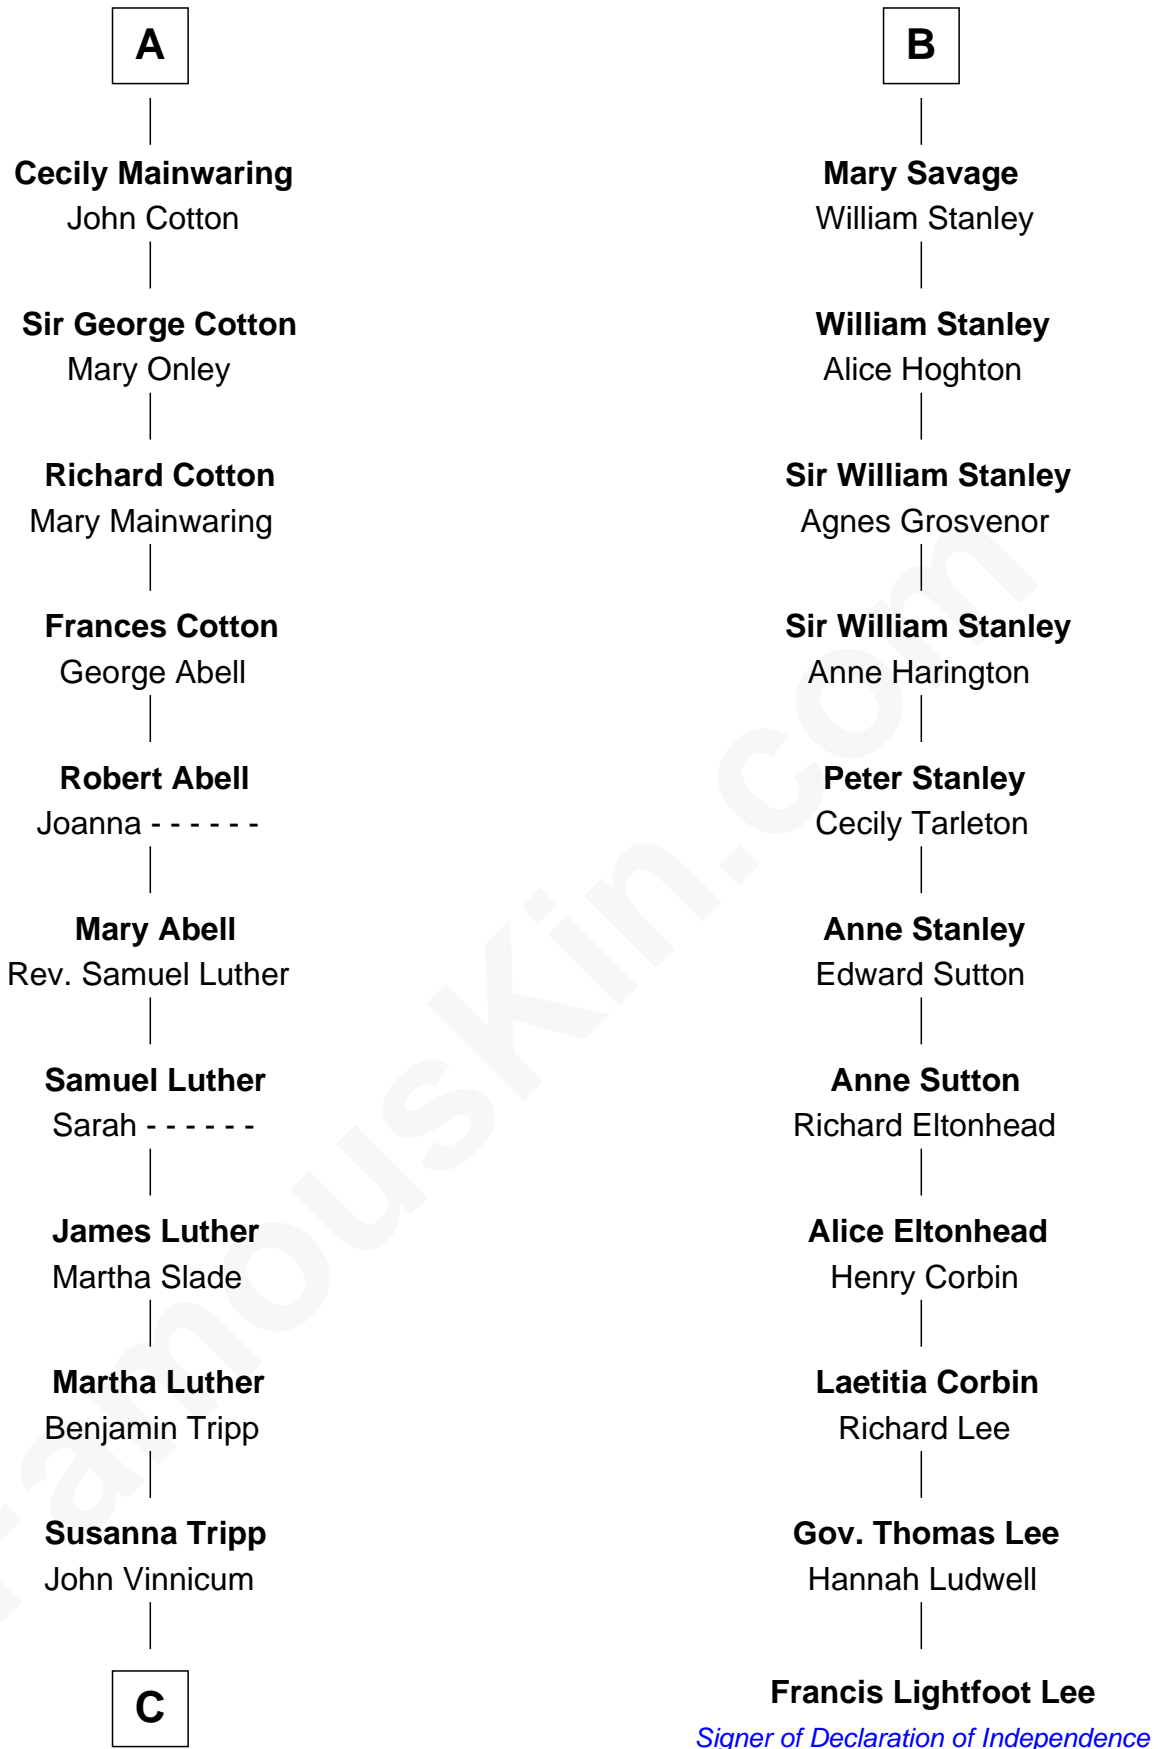 A
Cecily Mainwaring
John Cotton
Sir George Cotton
Mary Onley
Richard Cotton
Mary Mainwaring
Frances Cotton
George Abell
Robert Abell
Joanna - - - - - -
Mary Abell
Rev. Samuel Luther
Samuel Luther
Sarah - - - - - -
James Luther
Martha Slade
Martha Luther
Benjamin Tripp
Susanna Tripp
John Vinnicum
C
B
Mary Savage
William Stanley
William Stanley
Alice Hoghton
Sir William Stanley
Agnes Grosvenor
Sir William Stanley
Anne Harington
Peter Stanley
Cecily Tarleton
Anne Stanley
Edward Sutton
Anne Sutton
Richard Eltonhead
Alice Eltonhead
Henry Corbin
Laetitia Corbin
Richard Lee
Gov. Thomas Lee
Hannah Ludwell
Francis Lightfoot Lee
Signer of Declaration of Independence
FamousKin.com